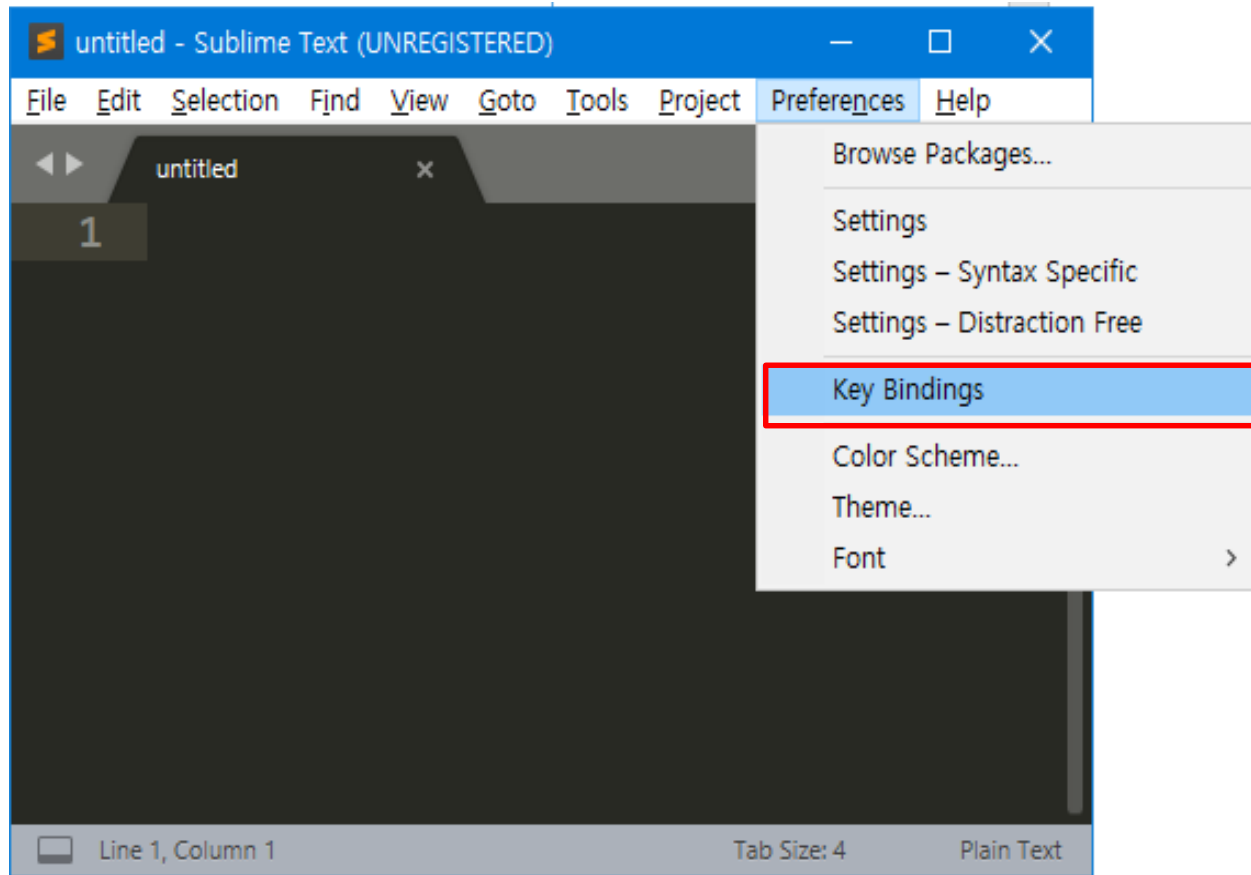 untitled - Sublime Text (UNREGISTERED)
File Edit Selection Find View Goto Tools Project Preferences Help
untitled
1
Browse Packages...
Settings
Settings – Syntax Specific
Settings – Distraction Free
Key Bindings
Color Scheme...
Theme...
Font
Line 1, Column 1 Tab Size: 4 Plain Text